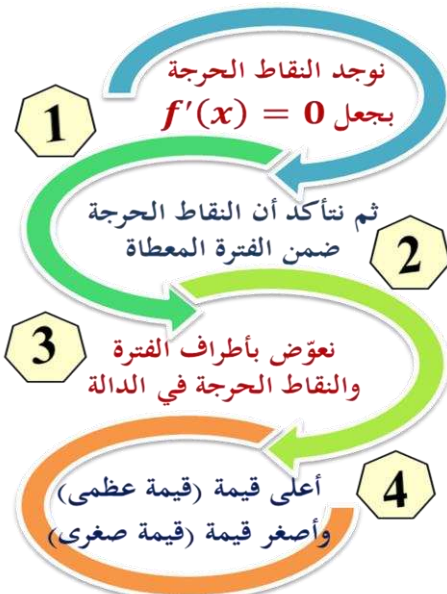 نوجد النقاط الحرجة
بجعل f'(x) = 0
1
ثم نتأكد أن النقاط الحرجة
ضمن الفترة المعطاة
2
نعوّض بأطراف الفترة
والنقاط الحرجة في الدالة
3
أعلى قيمة (قيمة عظمى)
وأصغر قيمة (قيمة صغرى)
4